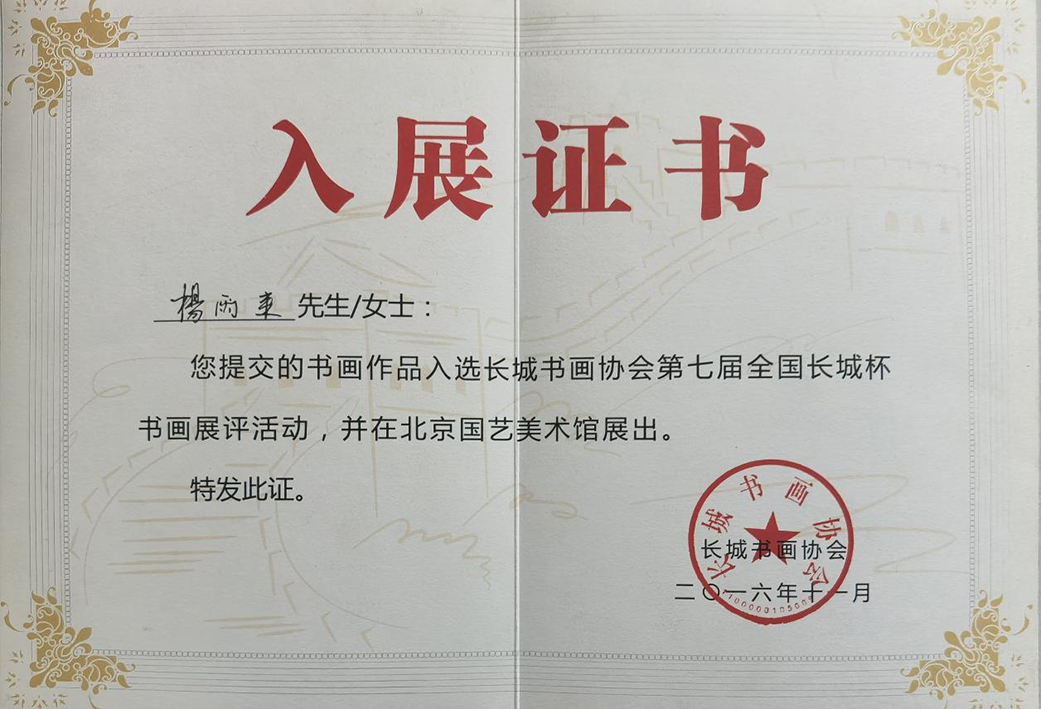 入展证书
楊雨東 先生/女士：
您提交的书画作品入选长城书画协会第七届全国长城杯
书画展评活动，并在北京国艺美术馆展出。
特发此证。
长城书画协会
长城书画协会
二〇一六年十一月